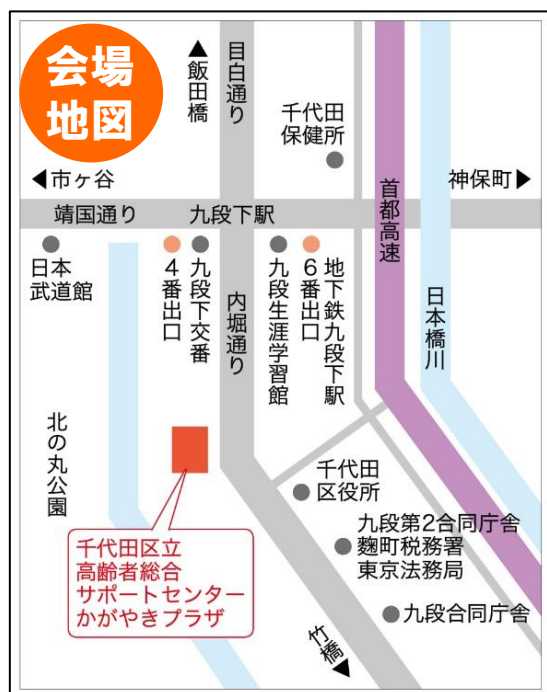 会場
地図
▲飯田橋
目白通り
千代田
保健所
◀市ヶ谷
神保町▶
靖国通り
九段下駅
首都高速
日本
武道館
4番出口
九段下交番
内堀通り
九段生涯学習館
6番出口
地下鉄九段下駅
日本橋川
北の丸公園
千代田
区役所
九段第2合同庁舎
麴町税務署
東京法務局
千代田区立
高齢者総合
サポートセンター
かがやきプラザ
九段合同庁舎
竹橋▼